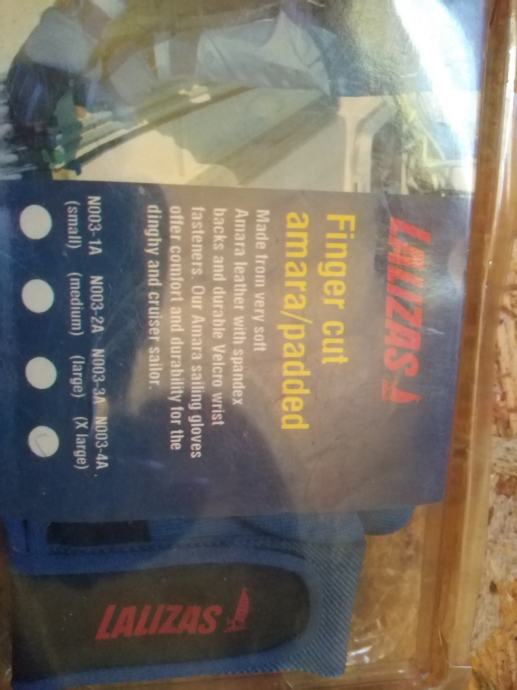 LALIZAS
Finger cut
amara/padded
Made from very soft
Amara leather with spandex
backs and durable Velcro wrist
fasteners. Our Amara sailing gloves
offer comfort and durability for the
dinghy and cruiser sailor.
N003-1A N003-2A N003-3A N003-4A
(small) (medium) (large) (X large)
LALIZAS